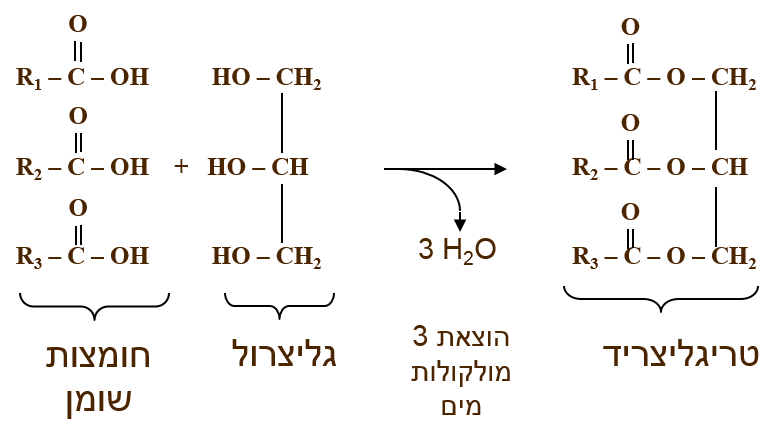 O O
R₁ – C – OH HO – CH₂ R₁ – C – O – CH₂
O O
R₂ – C – OH + HO – CH R₂ – C – O – CH
O O
R₃ – C – OH HO – CH₂ R₃ – C – O – CH₂
3 H₂O
חומצות
שומן
גליצרול
הוצאת 3
מולקולות
מים
טריגליצריד